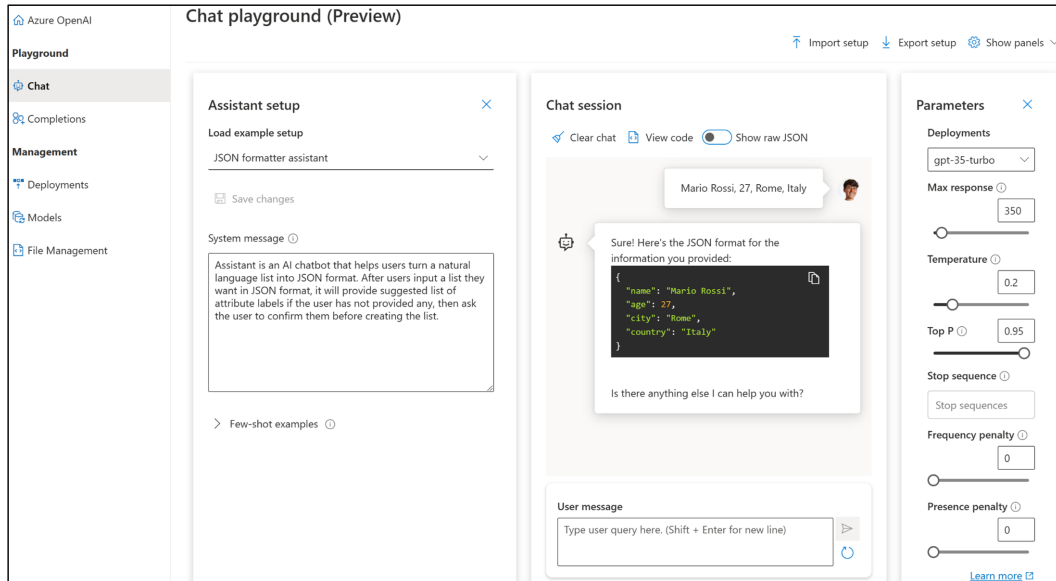 Azure OpenAI
Playground
Chat
Completions
Management
Deployments
Models
File Management
Chat playground (Preview)
Import setup
Export setup
Show panels
Assistant setup
Load example setup
JSON formatter assistant
Save changes
System message
Assistant is an AI chatbot that helps users turn a natural
language list into JSON format. After users input a list they
want in JSON format, it will provide suggested list of
attribute labels if the user has not provided any, then ask
the user to confirm them before creating the list.
Few-shot examples
Chat session
Clear chat
View code
Show raw JSON
Mario Rossi, 27, Rome, Italy
Sure! Here's the JSON format for the
information you provided:
{
"name": "Mario Rossi",
"age": 27,
"city": "Rome",
"country": "Italy"
}
Is there anything else I can help you with?
User message
Type user query here. (Shift + Enter for new line)
Parameters
Deployments
gpt-35-turbo
Max response
350
Temperature
0.2
Top P
0.95
Stop sequence
Stop sequences
Frequency penalty
0
Presence penalty
0
Learn more